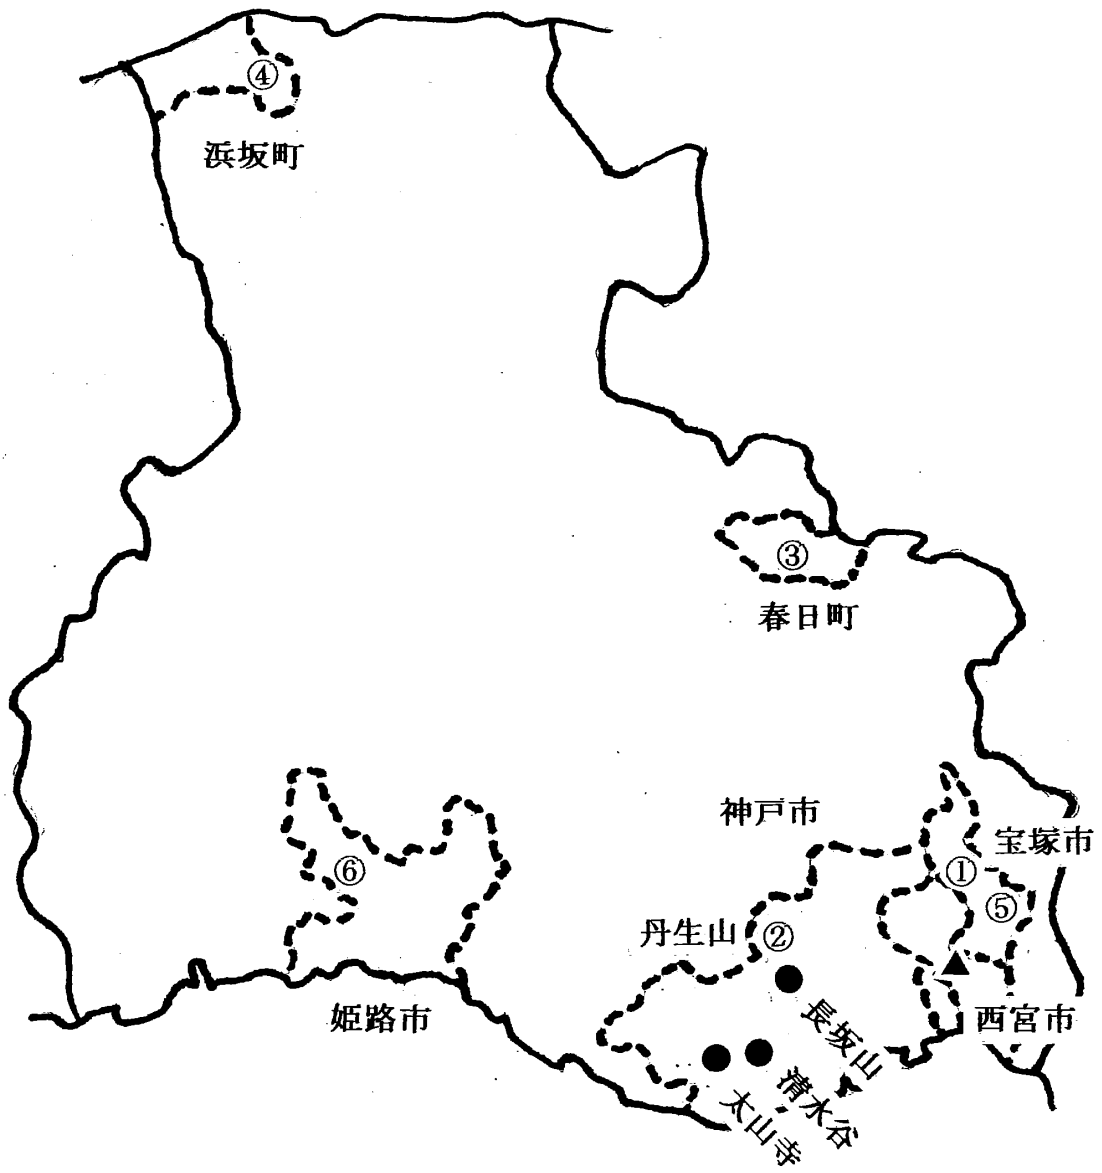 ④
浜坂町
③
春日町
神戸市
宝塚市
①
⑥
⑤
丹生山
②
長坂山
西宮市
姫路市
清水谷
太山寺